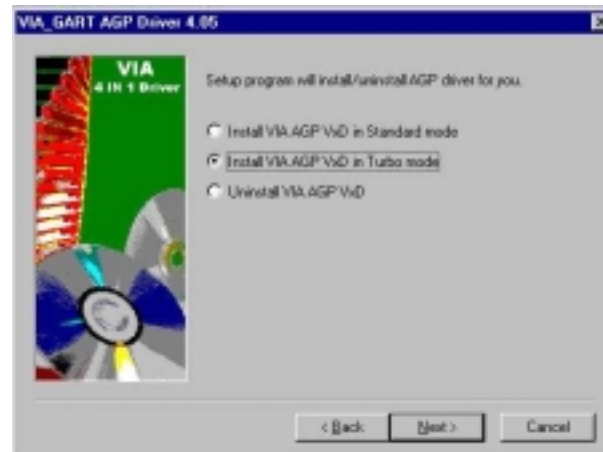 VIA_GART AGP Driver 4.05
VIA
4 IN 1 Driver
Setup program will install/uninstall AGP driver for you.
Install VIA AGP VxD in Standard mode
Install VIA AGP VxD in Turbo mode
Uninstall VIA AGP VxD
< Back
Next >
Cancel